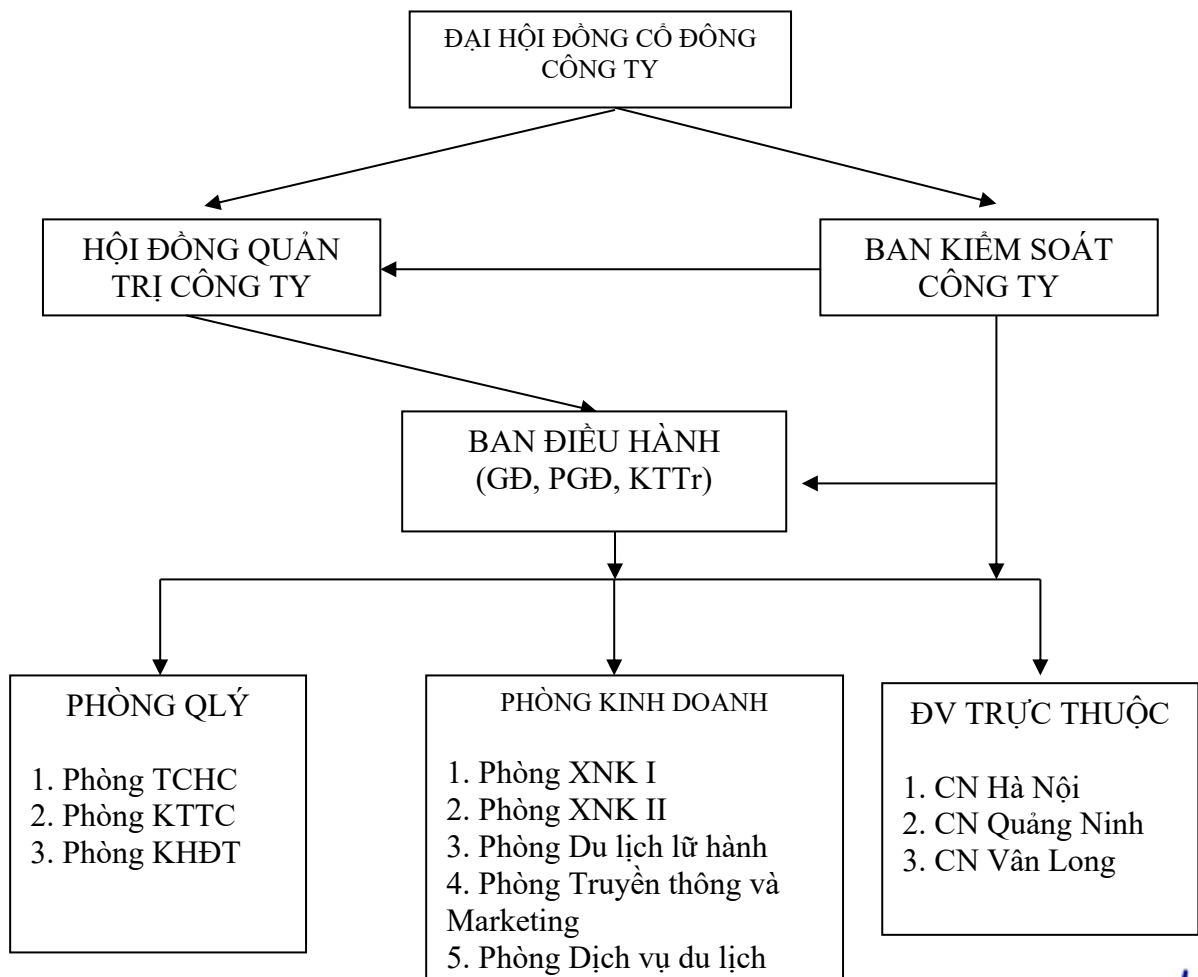 ĐẠI HỘI ĐỒNG CỔ ĐÔNG
CÔNG TY
HỘI ĐỒNG QUẢN
TRỊ CÔNG TY
BAN KIỂM SOÁT
CÔNG TY
BAN ĐIỀU HÀNH
(GĐ, PGĐ, KTTr)
PHÒNG QLÝ
1. Phòng TCHC
2. Phòng KTTC
3. Phòng KHĐT
PHÒNG KINH DOANH
1. Phòng XNK I
2. Phòng XNK II
3. Phòng Du lịch lữ hành
4. Phòng Truyền thông và
Marketing
5. Phòng Dịch vụ du lịch
ĐV TRỰC THUỘC
1. CN Hà Nội
2. CN Quảng Ninh
3. CN Vân Long